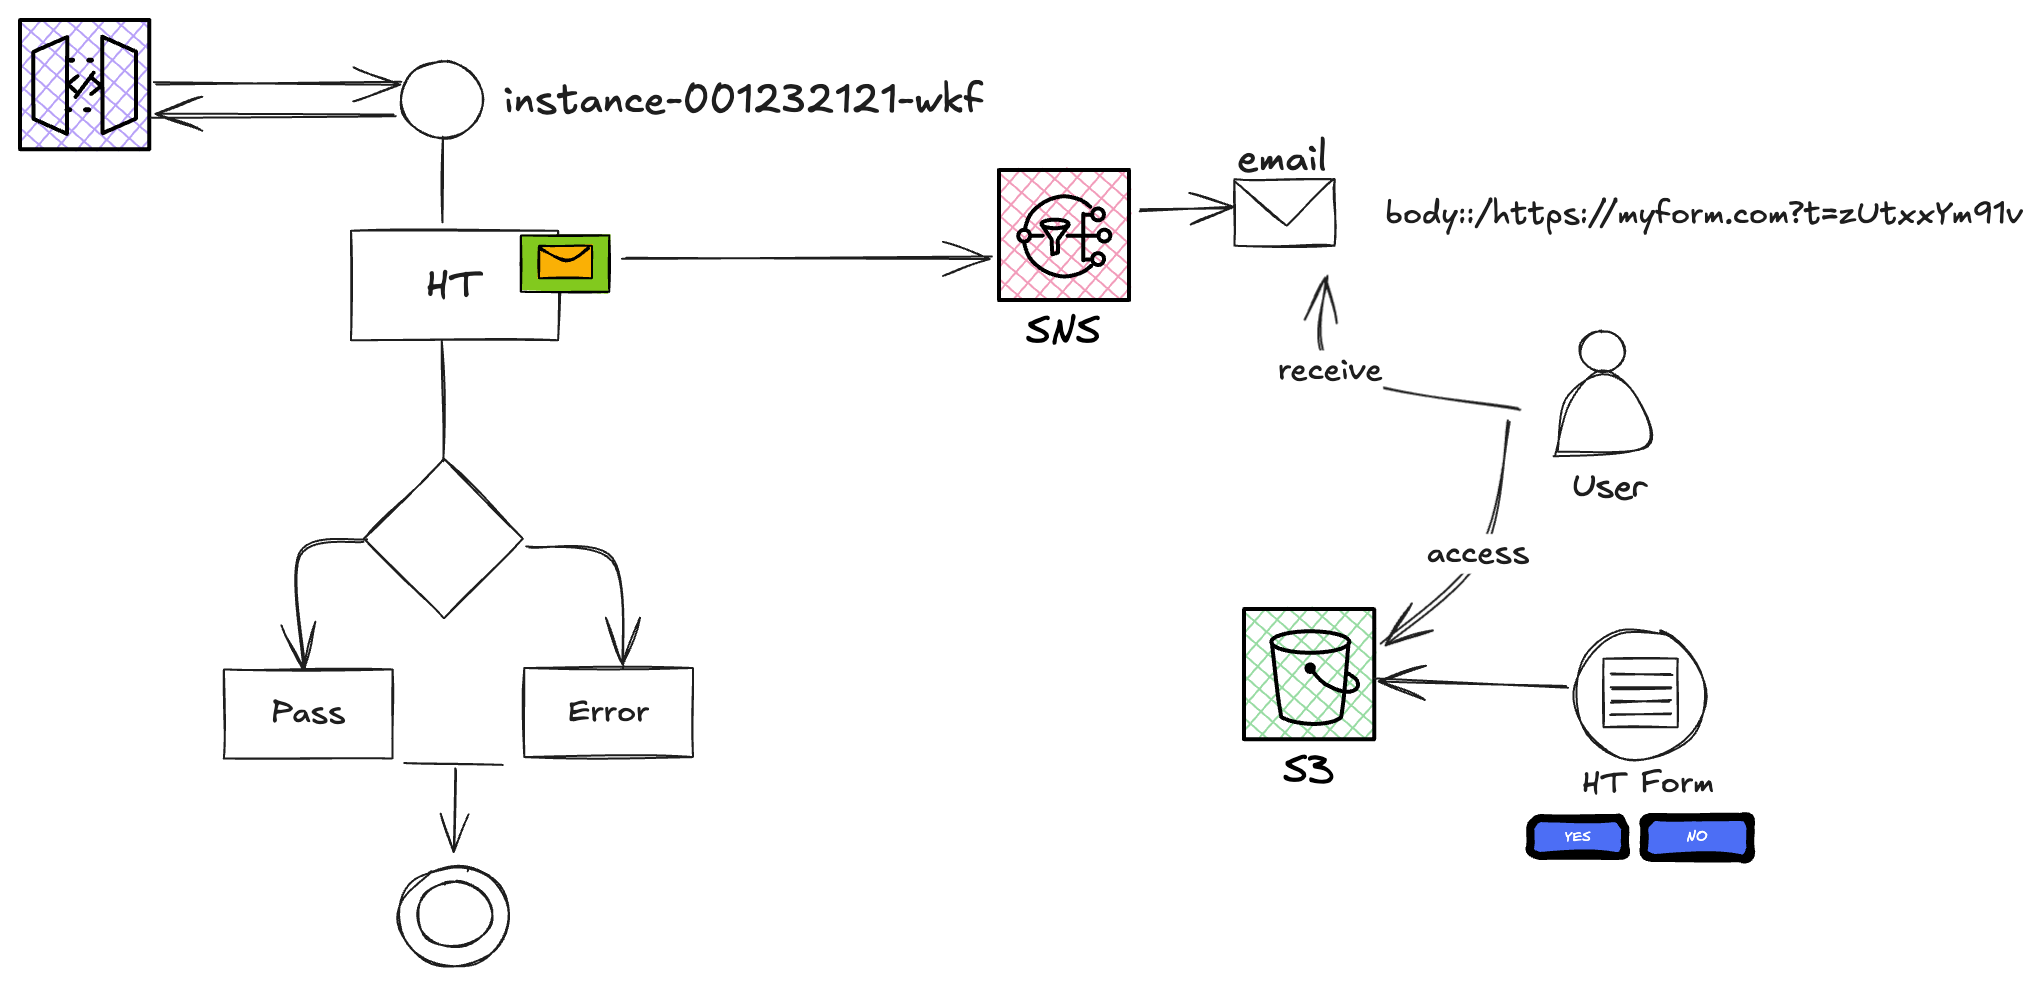 instance-001232121-wkf
email
body::/https://myform.com?t=zUtxxYm91v
HT
SNS
receive
User
access
Pass
Error
S3
HT Form
YES
NO